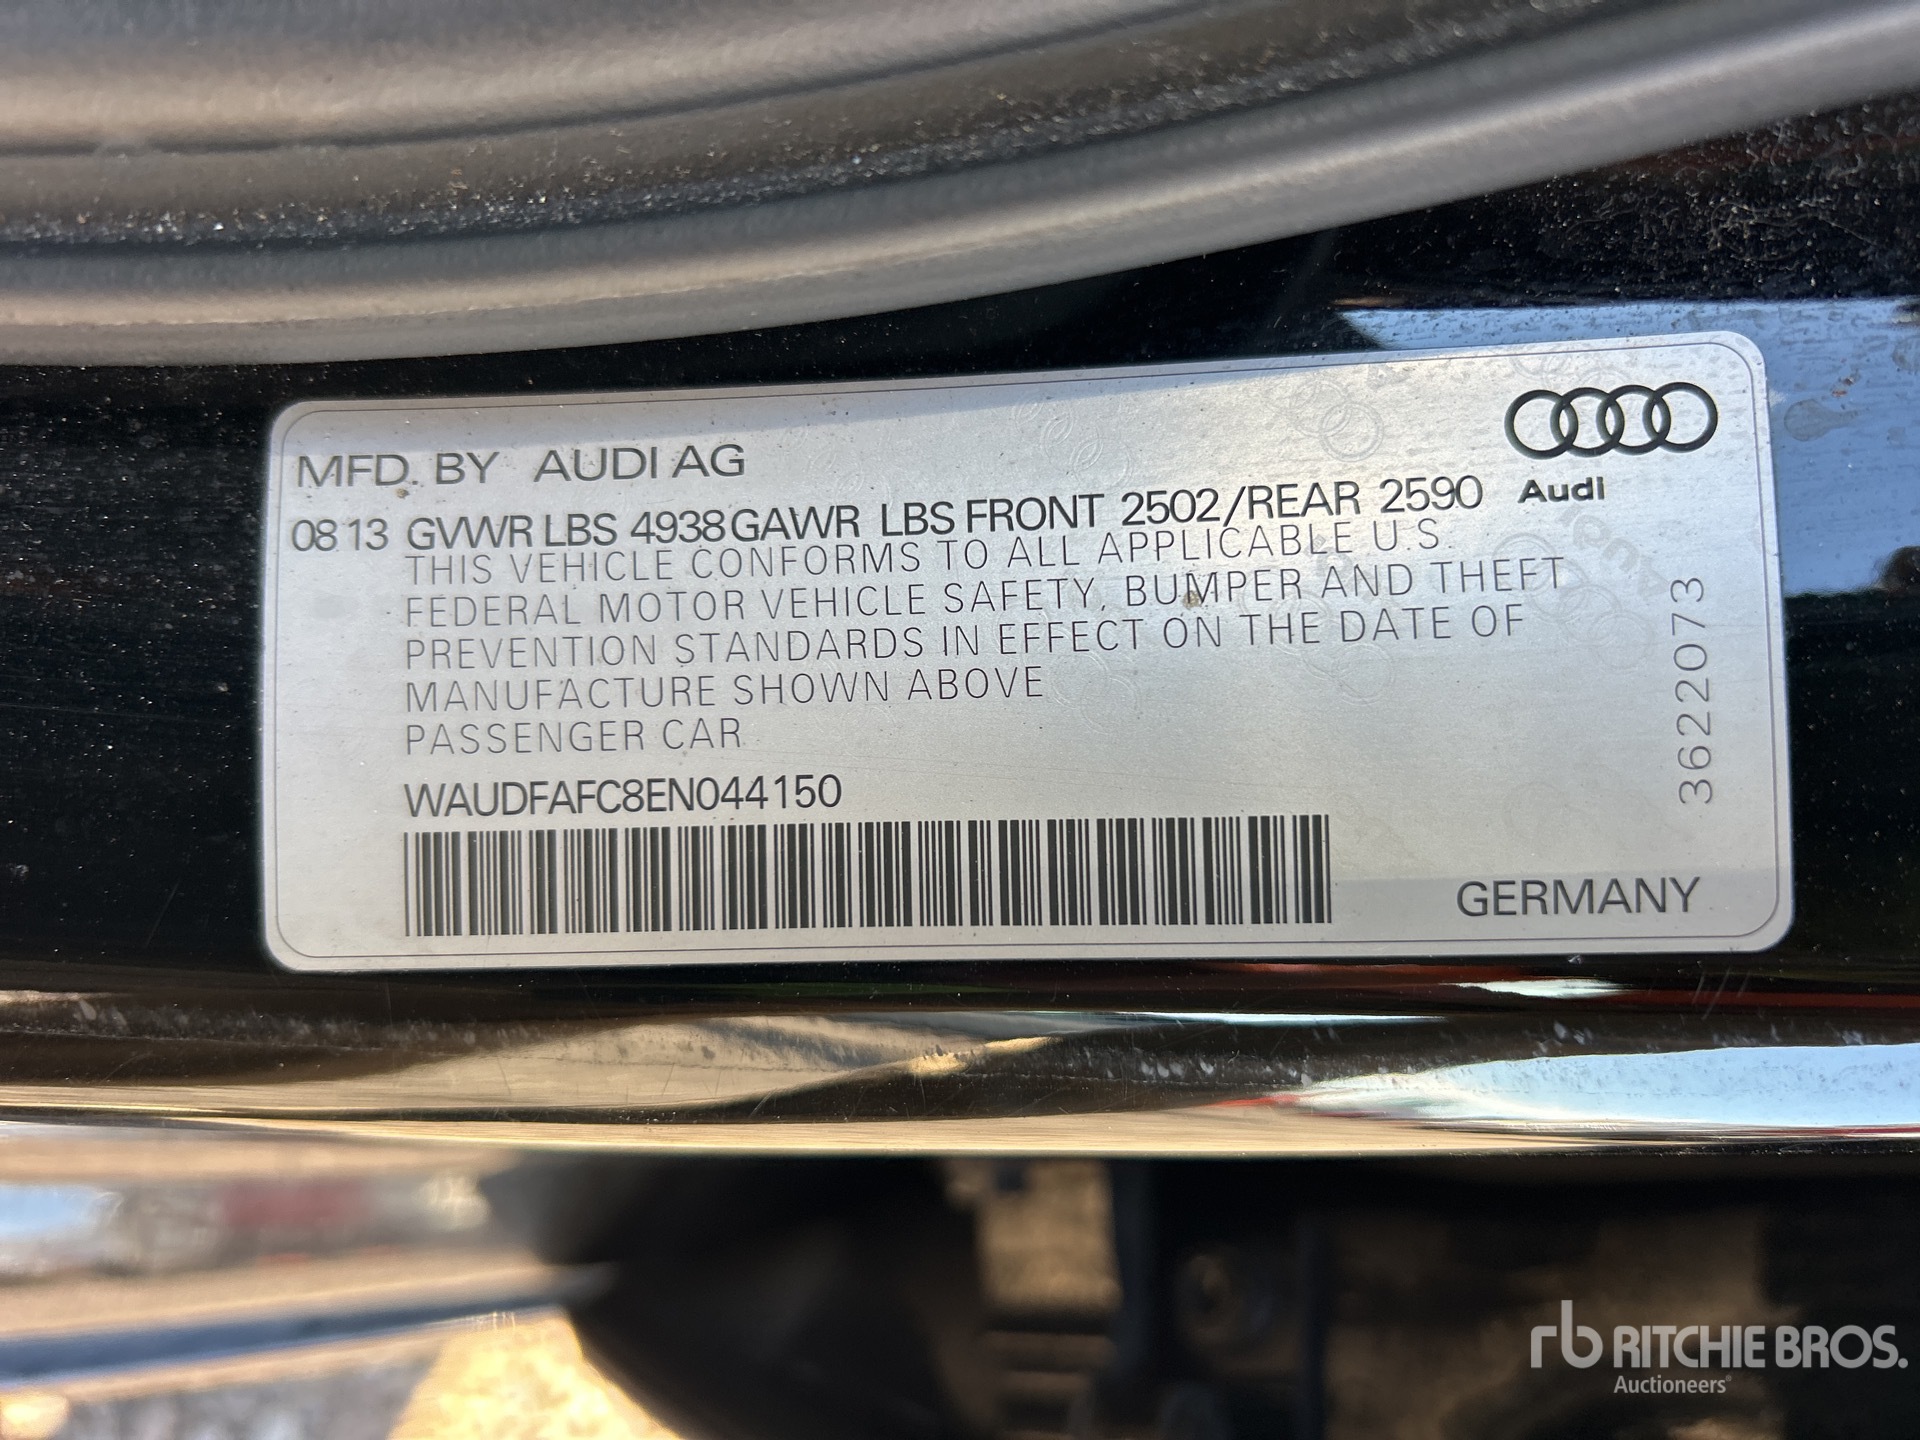 MFD. BY AUDI AG
Audi
08 13 GVWR LBS 4938 GAWR LBS FRONT 2502/REAR 2590
THIS VEHICLE CONFORMS TO ALL APPLICABLE U.S.
FEDERAL MOTOR VEHICLE SAFETY, BUMPER AND THEFT
PREVENTION STANDARDS IN EFFECT ON THE DATE OF
MANUFACTURE SHOWN ABOVE
PASSENGER CAR
3622073
WAUDFAFC8EN044150
GERMANY
rb RITCHIE BROS.
Auctioneers